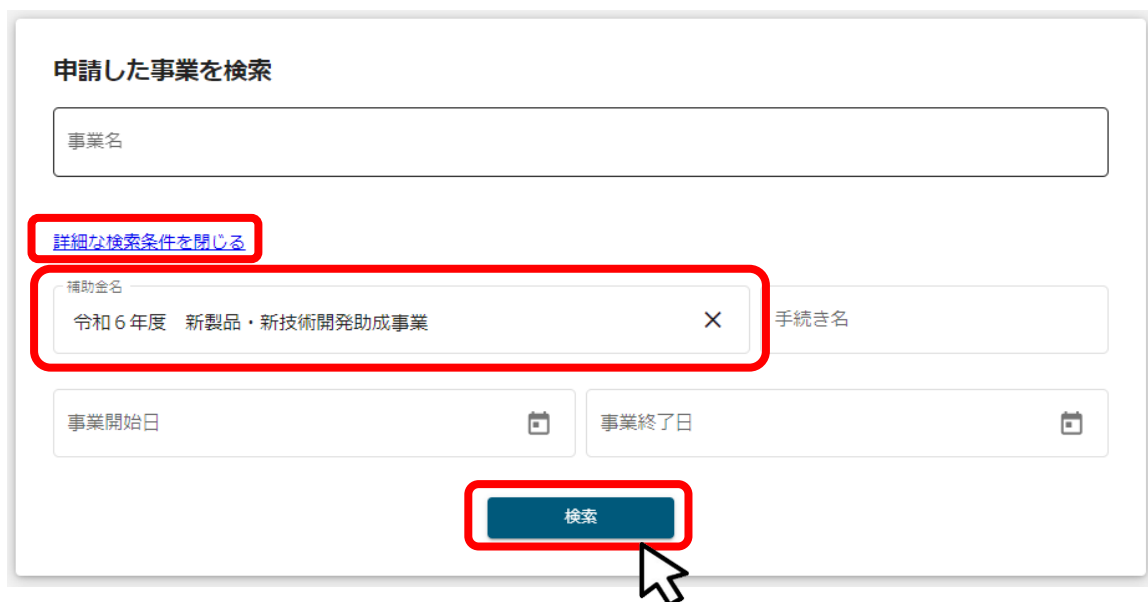 申請した事業を検索
事業名
詳細な検索条件を閉じる
補助金名
令和６年度　新製品・新技術開発助成事業
手続き名
事業開始日
事業終了日
検索